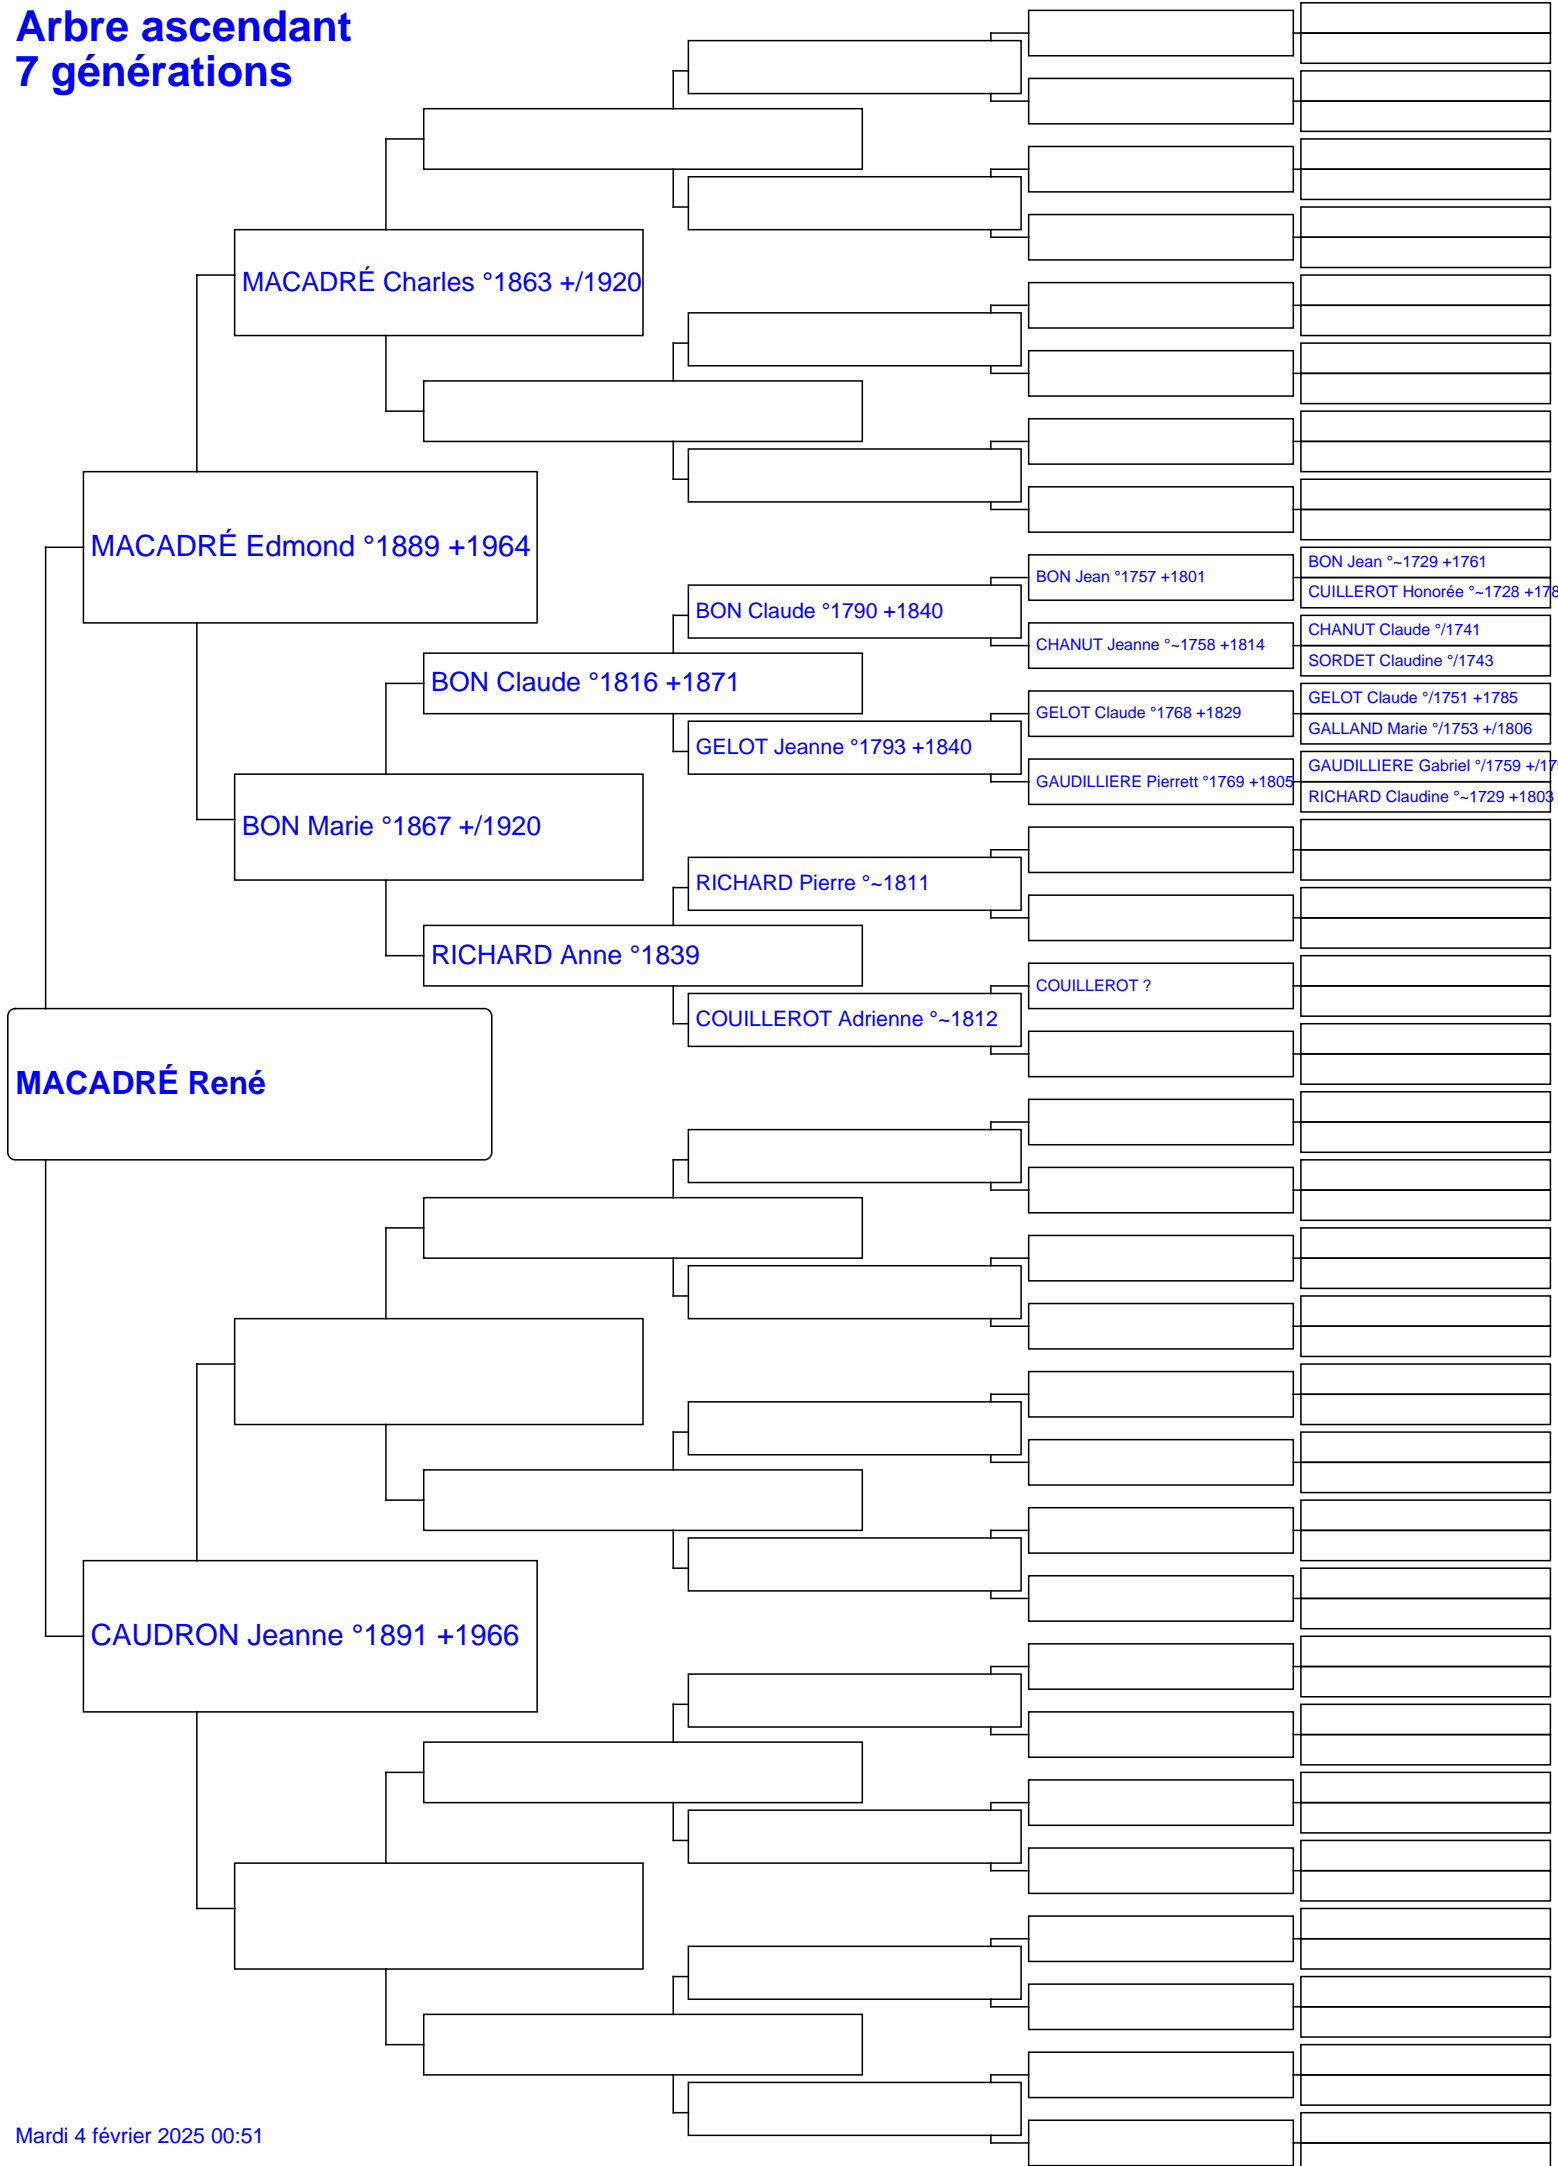 Arbre ascendant
7 générations
MACADRÉ Charles °1863 +/1920
MACADRÉ Edmond °1889 +1964
BON Jean °~1729 +1761
BON Jean °1757 +1801
CUILLEROT Honorée °~1728 +178
BON Claude °1790 +1840
CHANUT Claude °/1741
CHANUT Jeanne °~1758 +1814
SORDET Claudine °/1743
BON Claude °1816 +1871
GELOT Claude °/1751 +1785
GELOT Claude °1768 +1829
GALLAND Marie °/1753 +/1806
GELOT Jeanne °1793 +1840
GAUDILLIERE Gabriel °/1759 +/17
GAUDILLIERE Pierrett °1769 +1805
RICHARD Claudine °~1729 +1803
BON Marie °1867 +/1920
RICHARD Pierre °~1811
RICHARD Anne °1839
COUILLEROT ?
COUILLEROT Adrienne °~1812
MACADRÉ René
CAUDRON Jeanne °1891 +1966
Mardi 4 février 2025 00:51